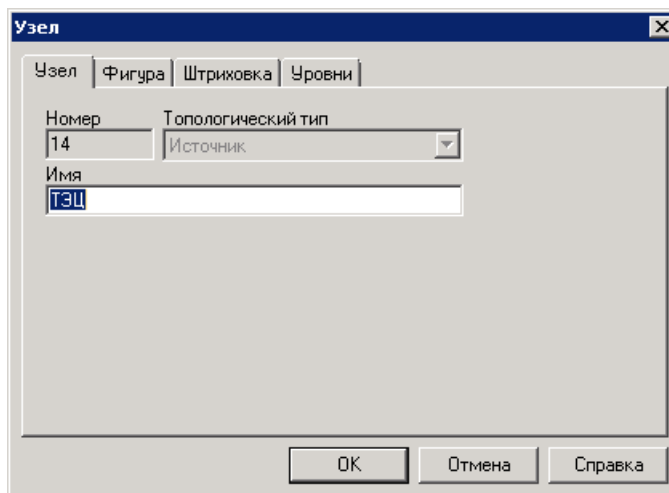 Узел
Узел Фигура Штриховка Уровни
Номер Топологический тип
14 Источник
Имя
ТЭЦ
OK Отмена Справка